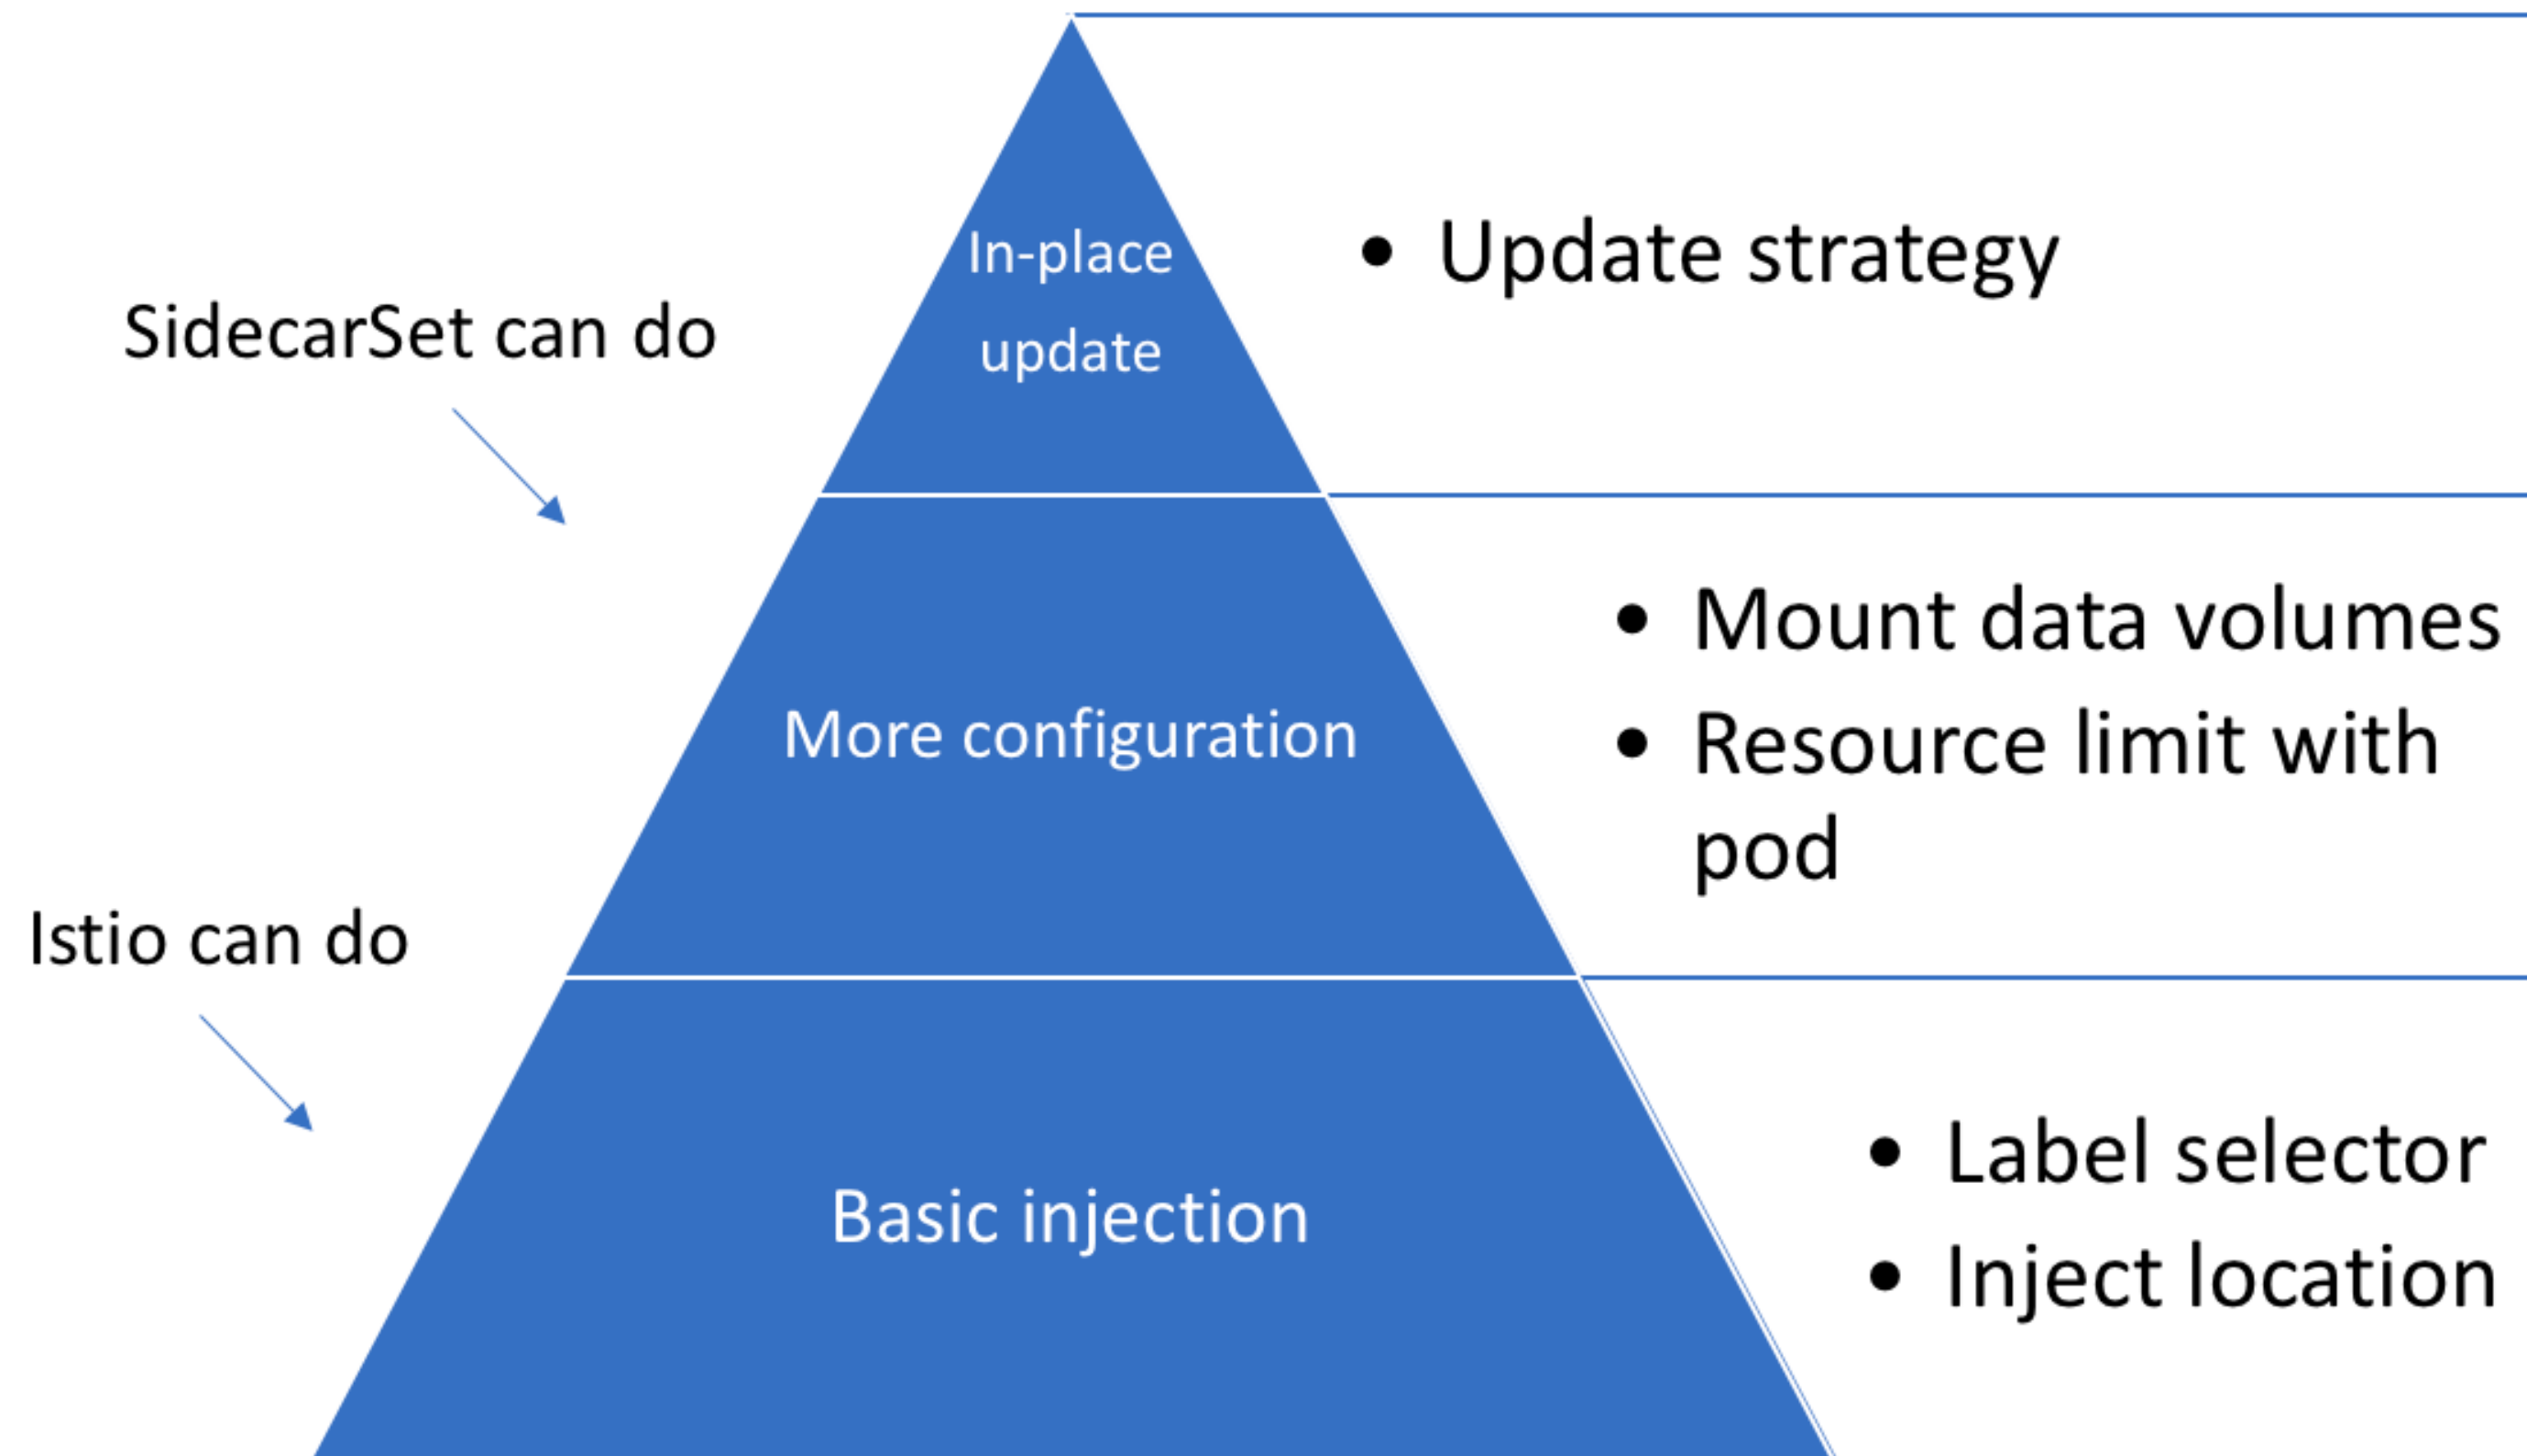 In-place
update
• Update strategy
SidecarSet can do
More configuration
• Mount data volumes
• Resource limit with
pod
Istio can do
Basic injection
• Label selector
• Inject location